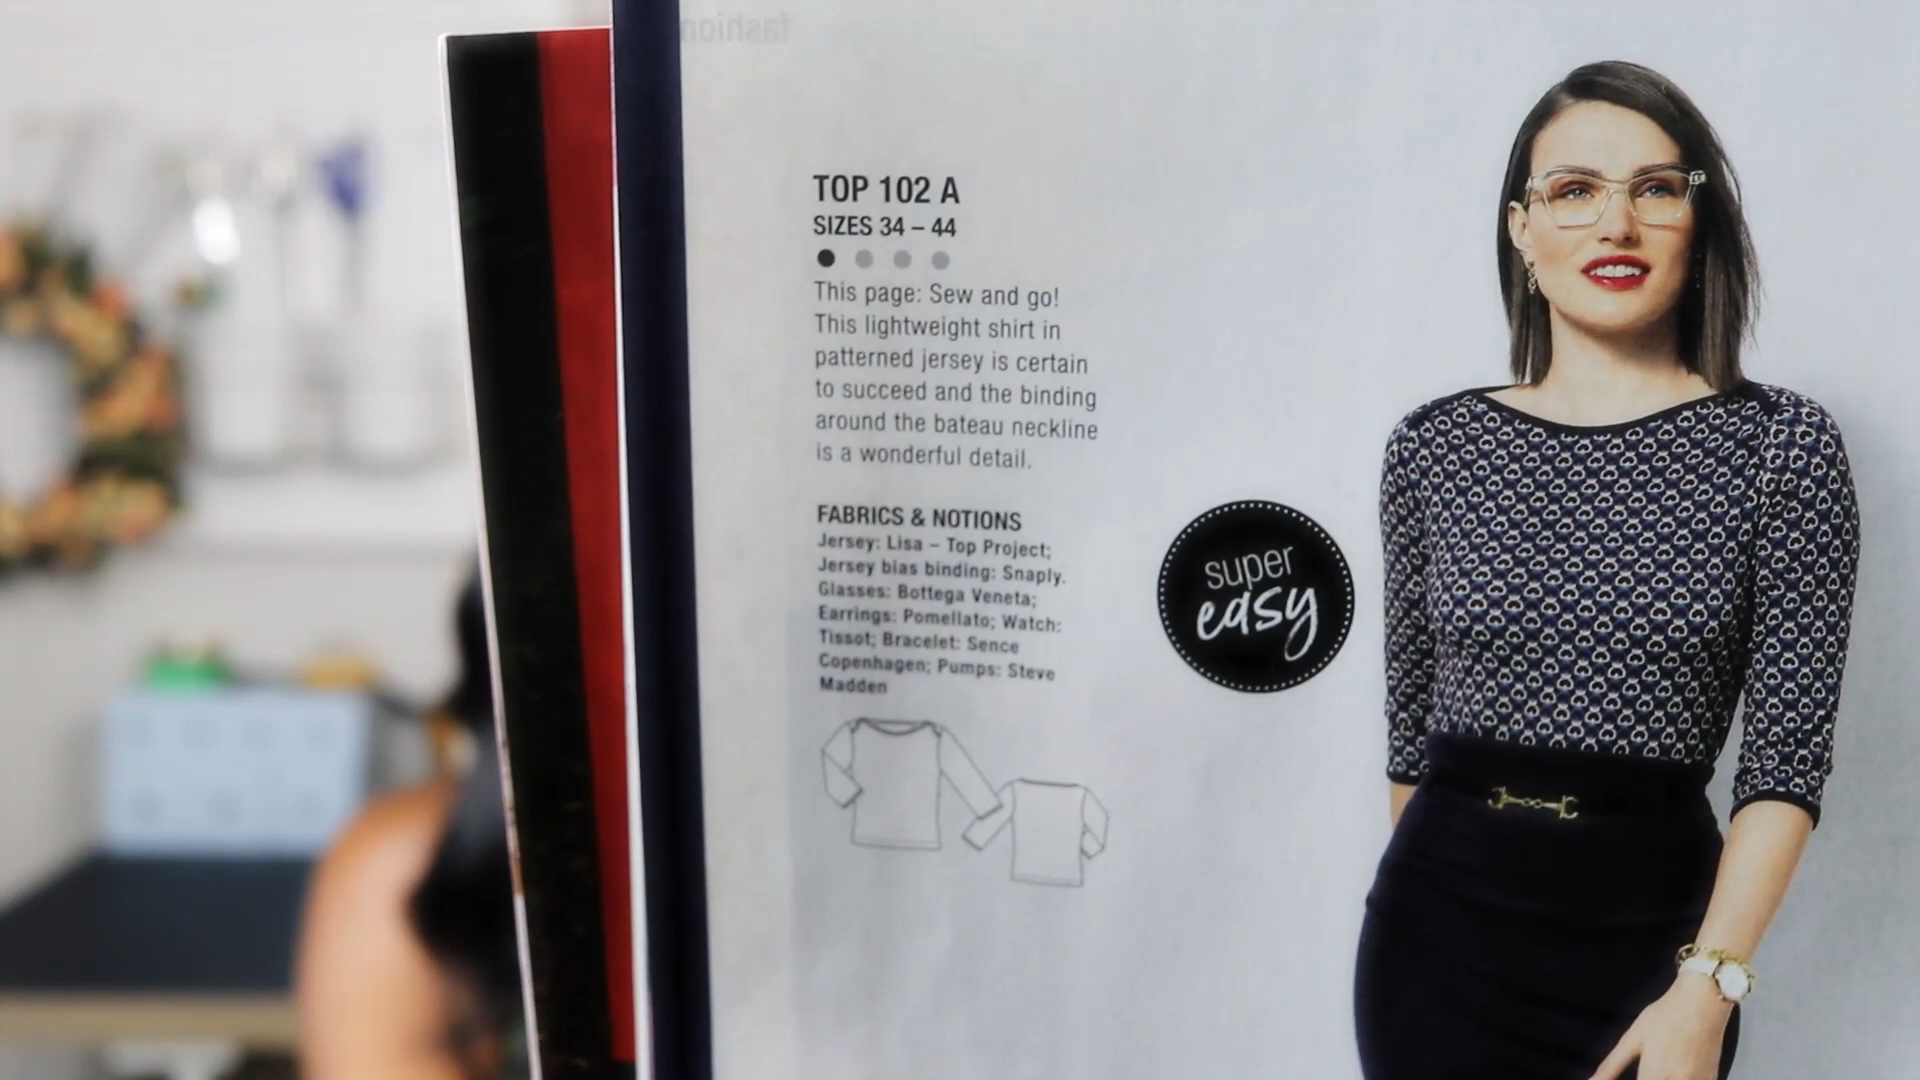 fashion
TOP 102 A
SIZES 34 – 44
This page: Sew and go!
This lightweight shirt in
patterned jersey is certain
to succeed and the binding
around the bateau neckline
is a wonderful detail.
FABRICS & NOTIONS
Jersey: Lisa – Top Project;
Jersey bias binding: Snaply.
Glasses: Bottega Veneta;
Earrings: Pomellato; Watch:
Tissot; Bracelet: Sence
Copenhagen; Pumps: Steve
Madden
super
easy